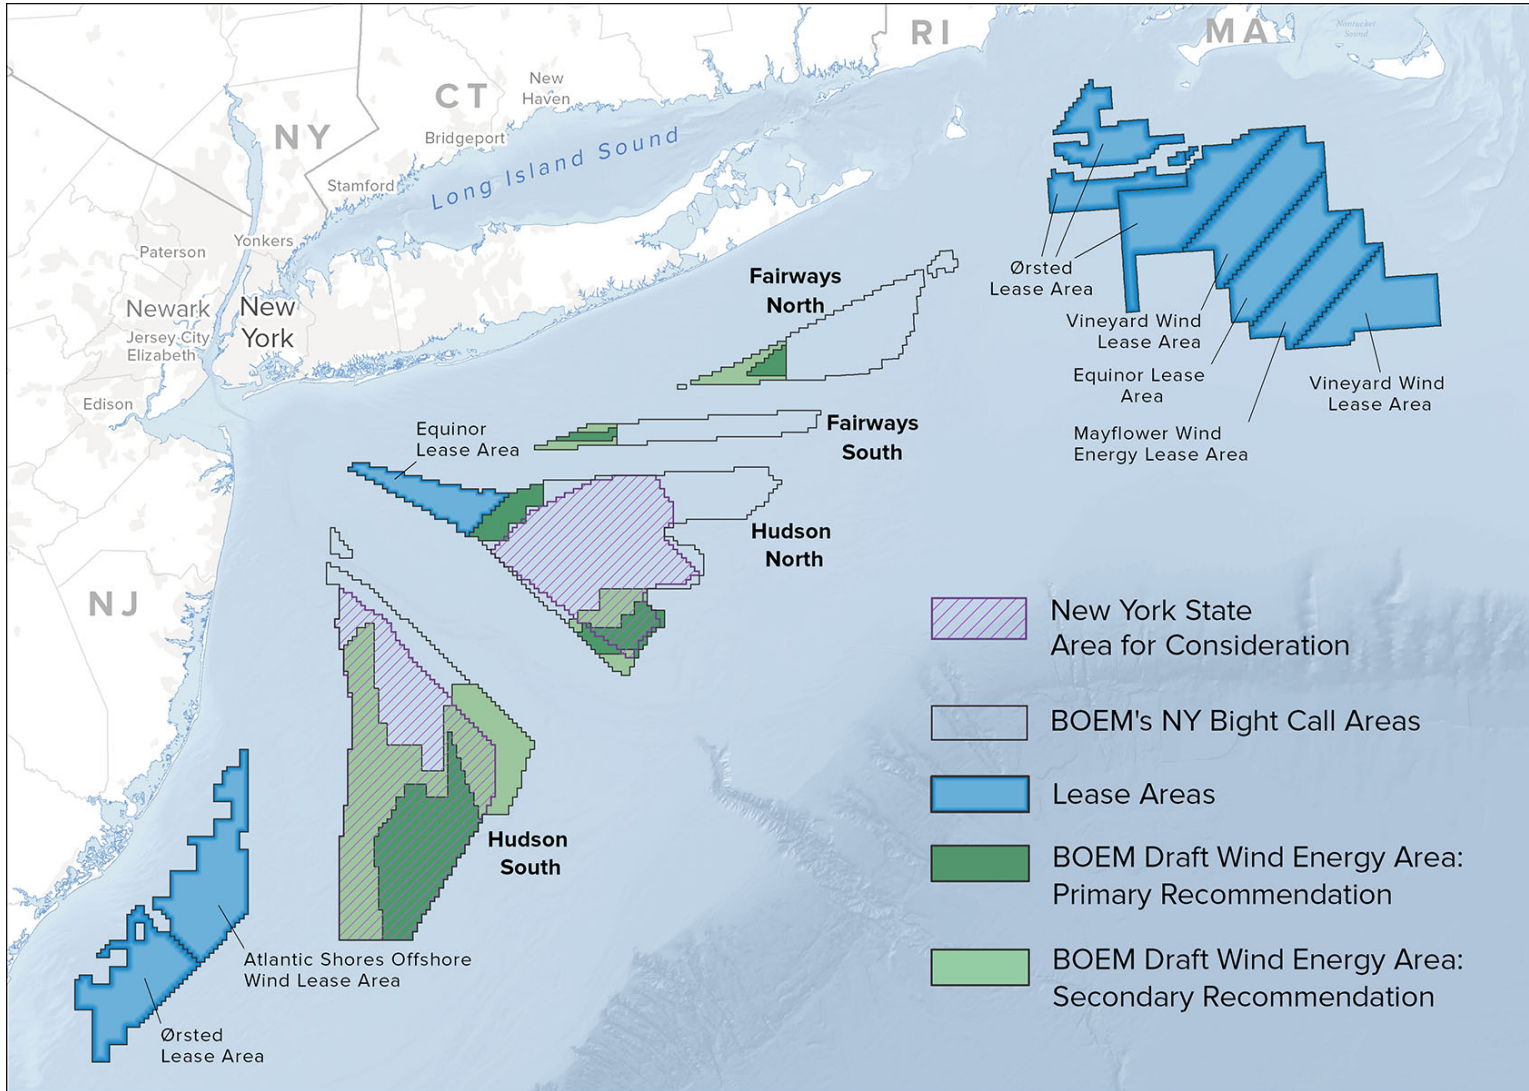 RI
MA
Nantucket
Sound
CT
New
Haven
NY
Bridgeport
Long Island Sound
Stamford
Yonkers
Paterson
Newark
New
York
Jersey City
Elizabeth
Edison
NJ
Fairways
North
Fairways
South
Equinor
Lease Area
Hudson
North
Hudson
South
Ørsted
Lease Area
Vineyard Wind
Lease Area
Equinor Lease
Area
Mayflower Wind
Energy Lease Area
Vineyard Wind
Lease Area
Atlantic Shores Offshore
Wind Lease Area
Ørsted
Lease Area
New York State
Area for Consideration
BOEM's NY Bight Call Areas
Lease Areas
BOEM Draft Wind Energy Area:
Primary Recommendation
BOEM Draft Wind Energy Area:
Secondary Recommendation